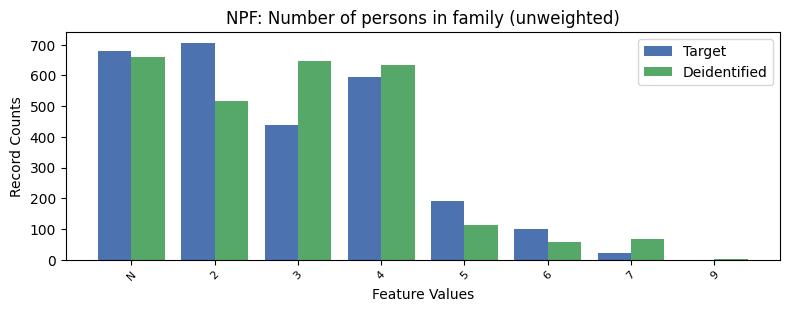 NPF: Number of persons in family (unweighted)
Target
Deidentified
Record Counts
700
600
500
400
300
200
100
0
N 2 3 4 5 6 7 9
Feature Values